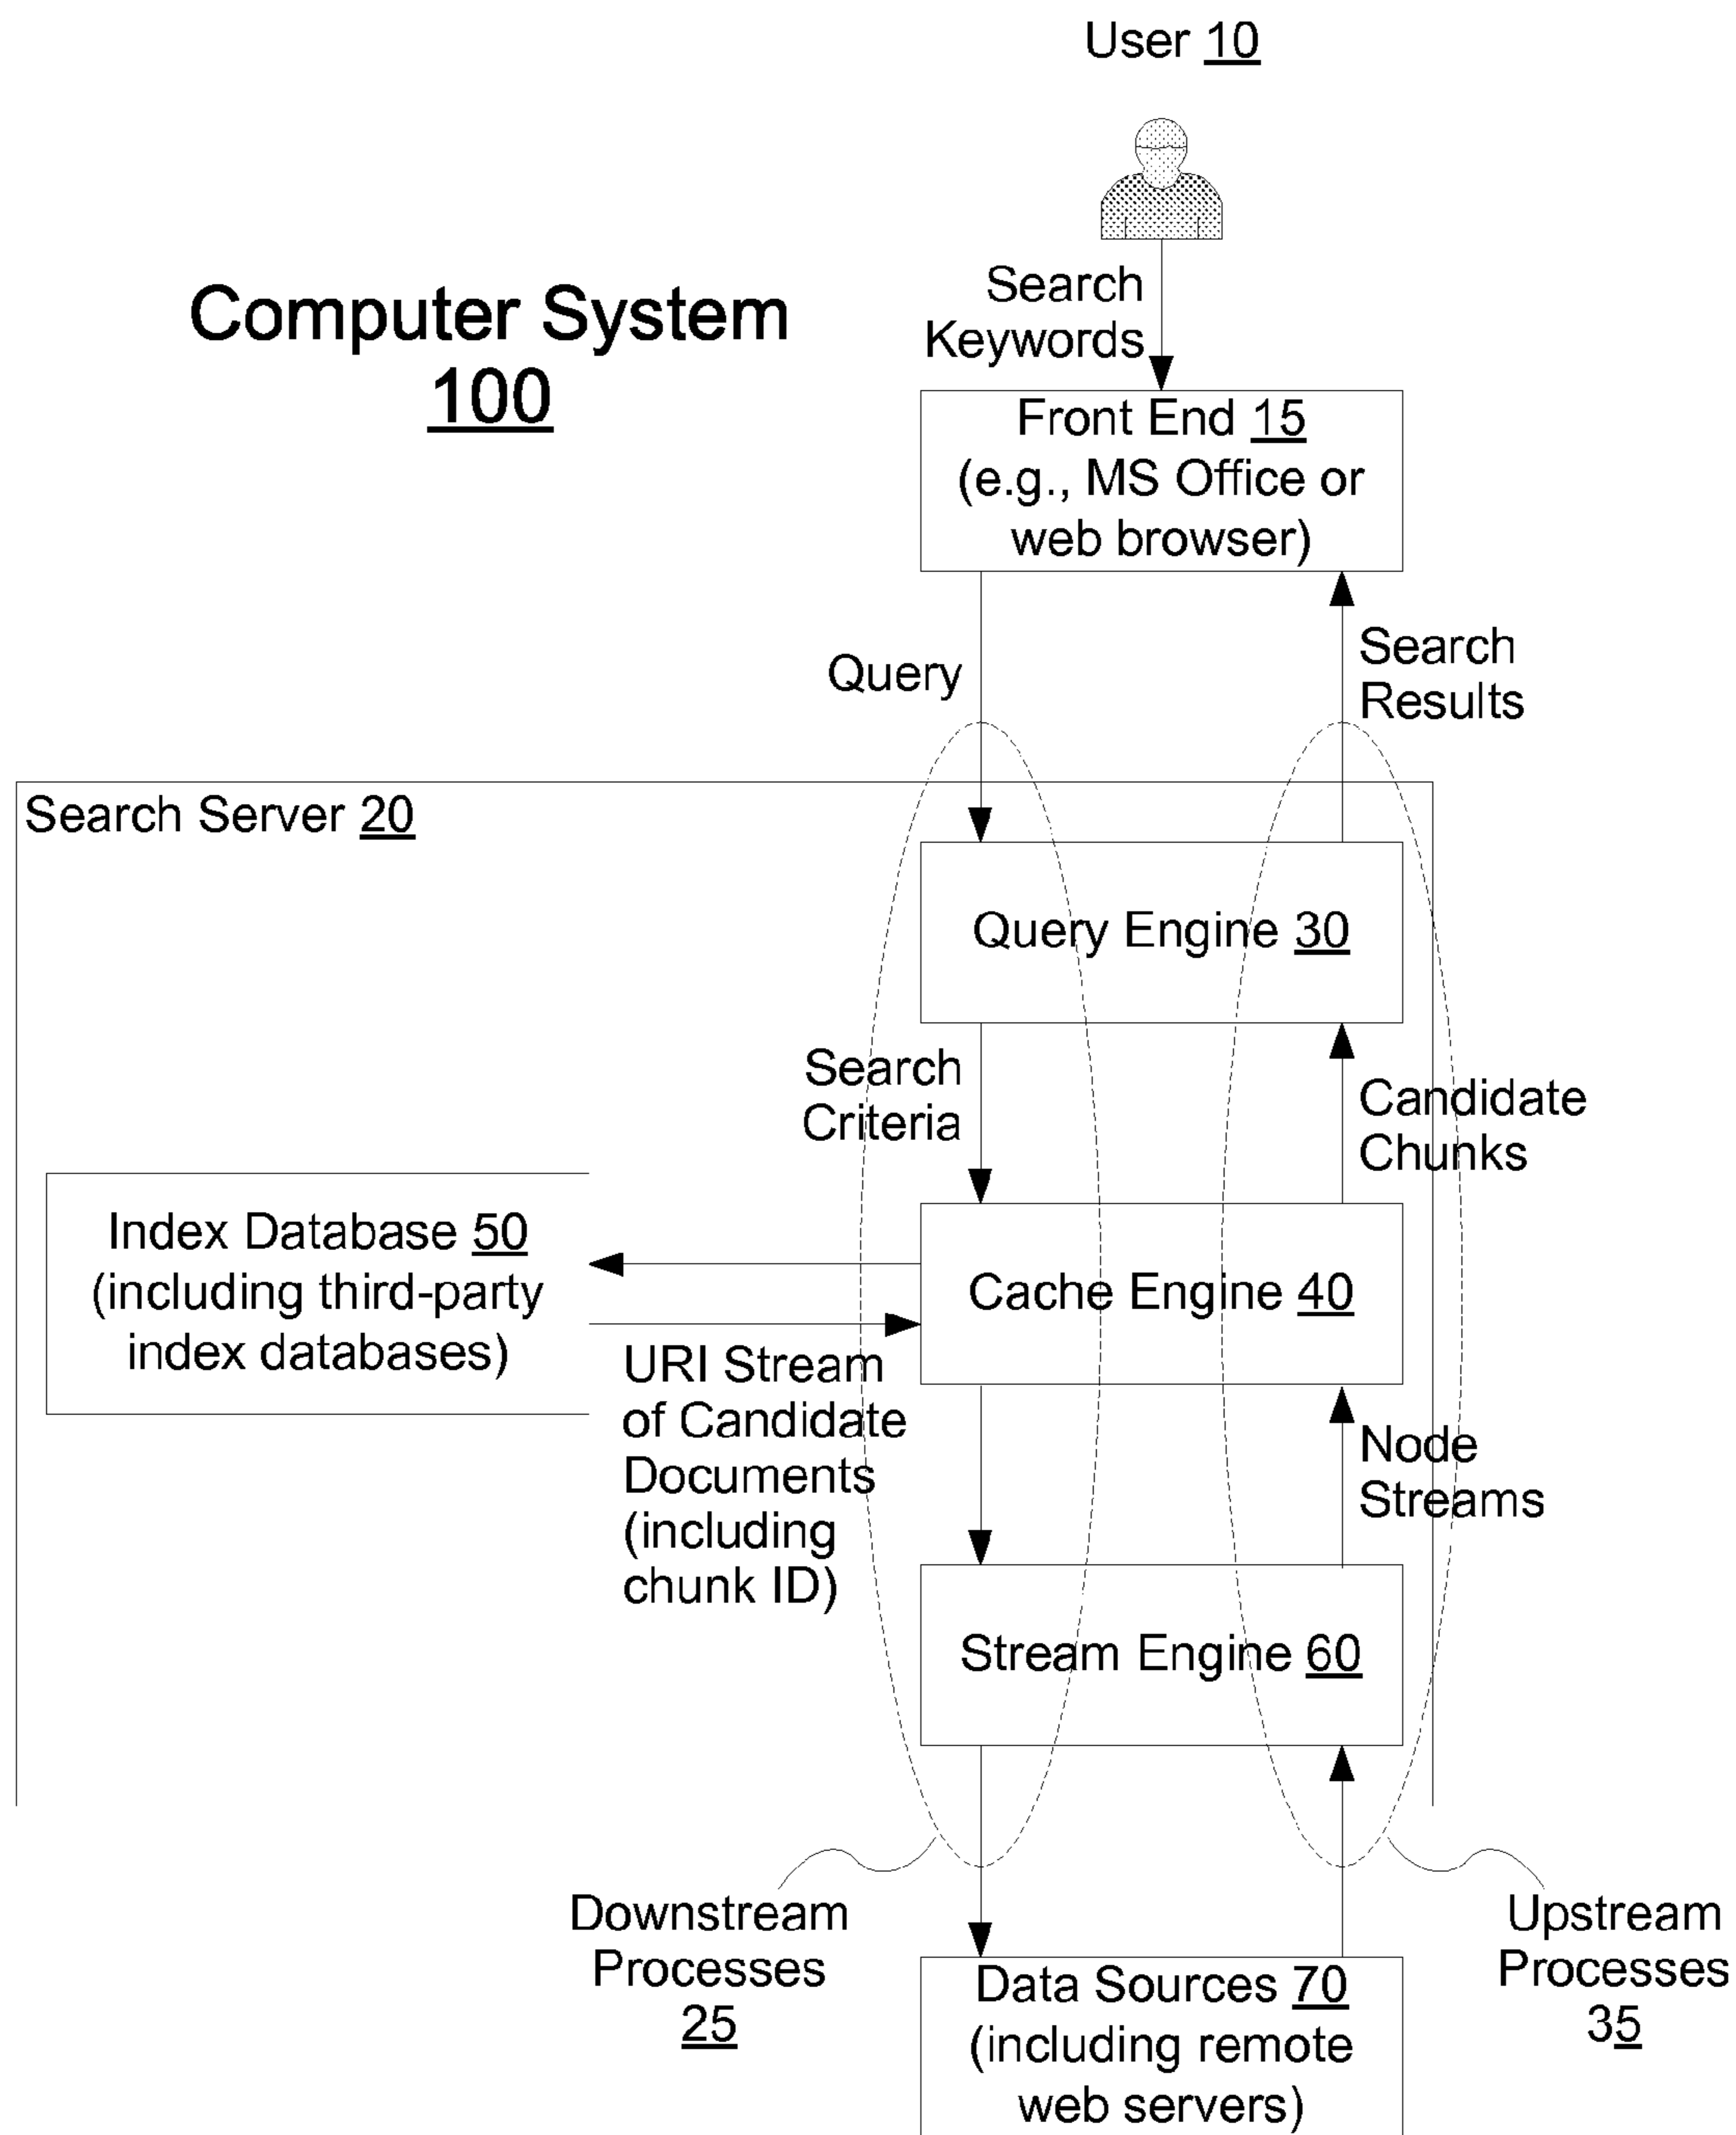 User 10
Computer System
100
Search
Keywords
Front End 15
(e.g., MS Office or
web browser)
Query
Search
Results
Search Server 20
Query Engine 30
Search
Criteria
Candidate
Chunks
Index Database 50
(including third-party
index databases)
Cache Engine 40
URI Stream
of Candidate
Documents
(including
chunk ID)
Node
Streams
Stream Engine 60
Downstream
Processes
25
Upstream
Processes
35
Data Sources 70
(including remote
web servers)